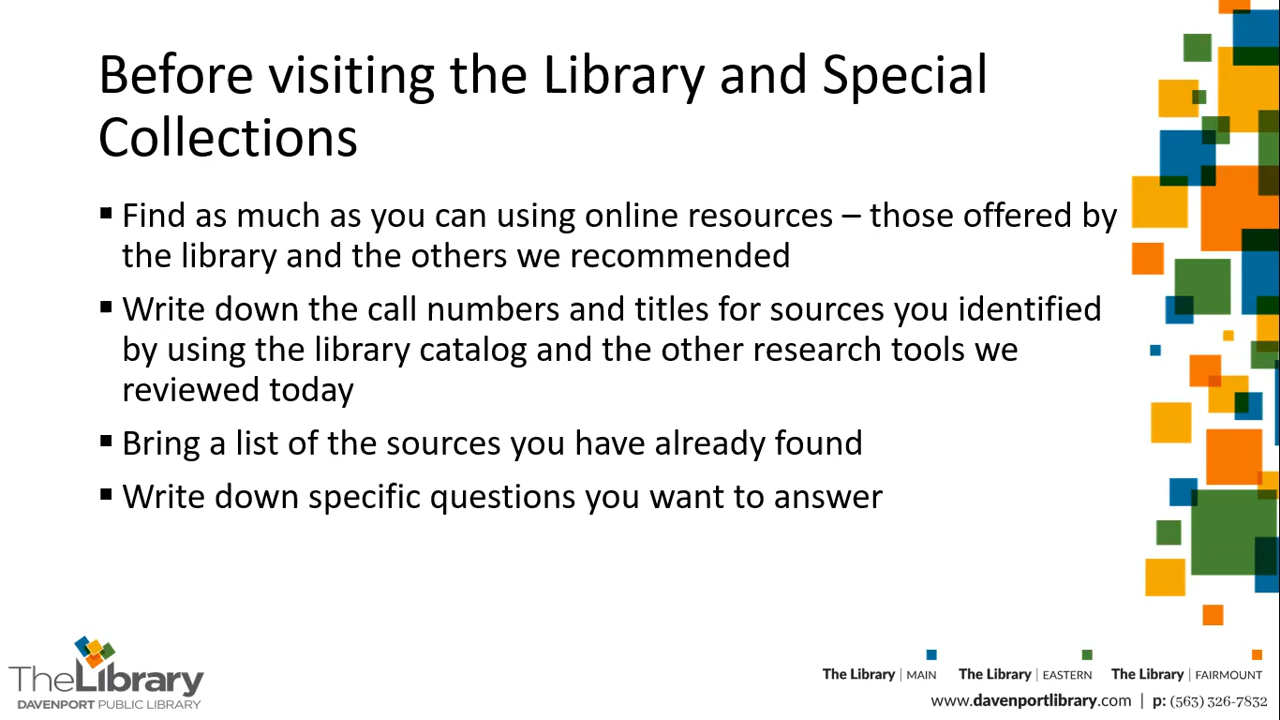 Before visiting the Library and Special
Collections
▪ Find as much as you can using online resources – those offered by
the library and the others we recommended
▪ Write down the call numbers and titles for sources you identified
by using the library catalog and the other research tools we
reviewed today
▪ Bring a list of the sources you have already found
▪ Write down specific questions you want to answer
TheLibrary
DAVENPORT PUBLIC LIBRARY
The Library | MAIN The Library | EASTERN The Library | FAIRMOUNT
www.davenportlibrary.com | p: (563) 326-7832